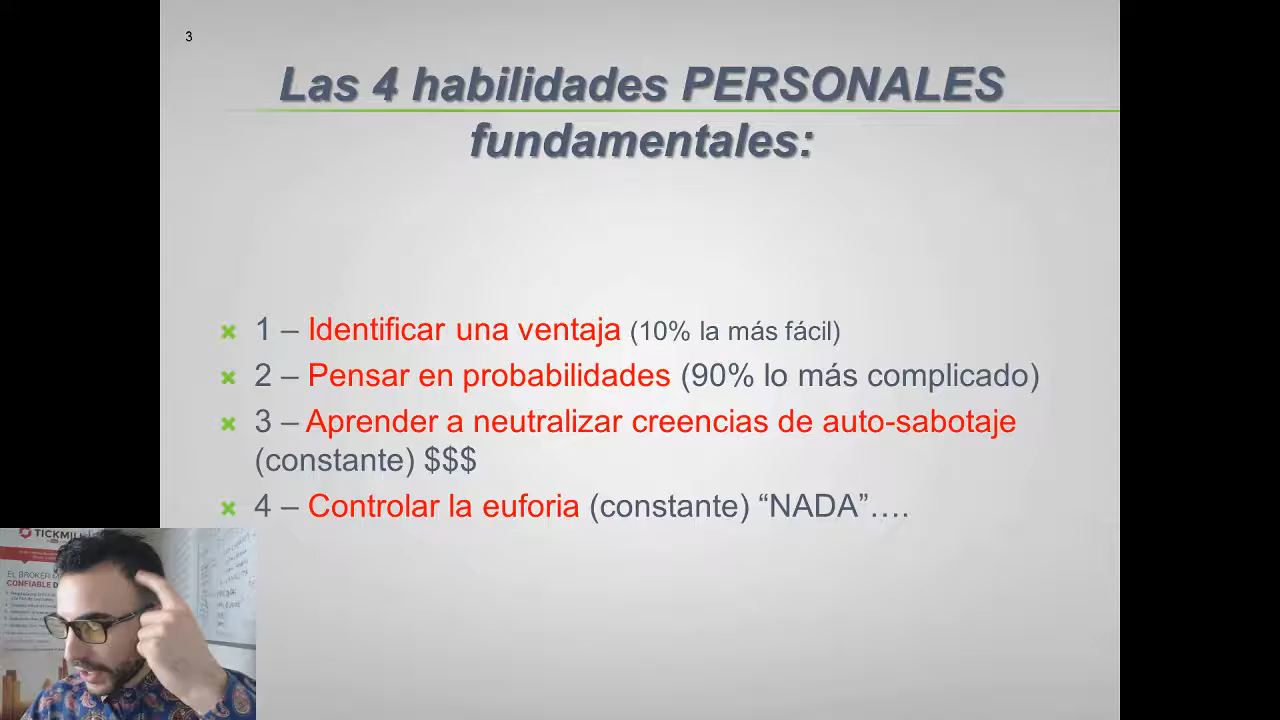 3
Las 4 habilidades PERSONALES
fundamentales:
1 – Identificar una ventaja (10% la más fácil)
2 – Pensar en probabilidades (90% lo más complicado)
3 – Aprender a neutralizar creencias de auto-sabotaje
(constante) $$$
4 – Controlar la euforia (constante) “NADA”….
TICKMILL
EL BROKER
CONFIABLE